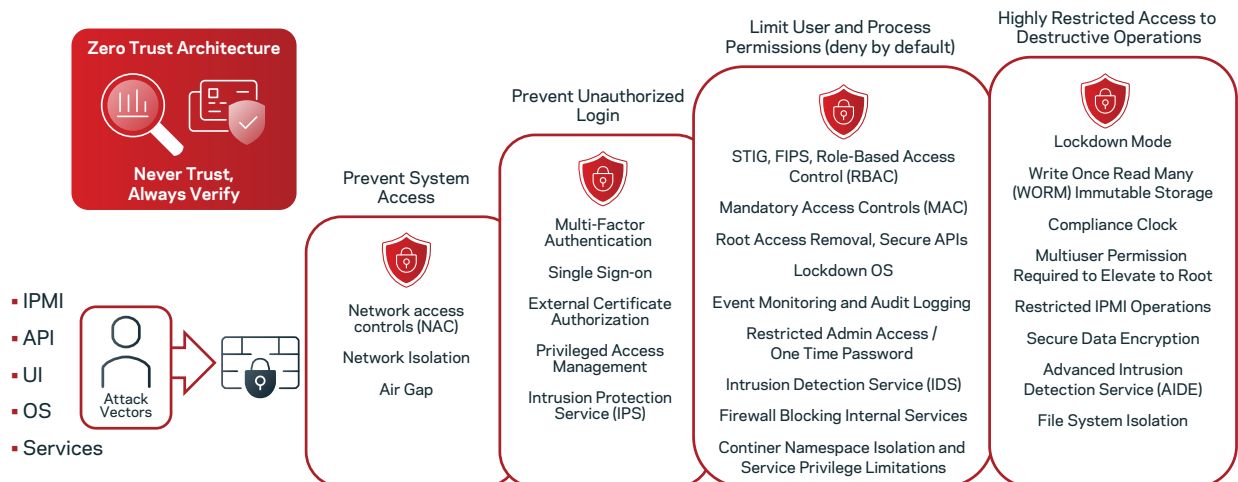 Zero Trust Architecture
Never Trust,
Always Verify
▪ IPMI
▪ API
▪ UI
▪ OS
▪ Services
Attack
Vectors
Prevent System
Access
Network access
controls (NAC)
Network Isolation
Air Gap
Prevent Unauthorized
Login
Multi-Factor
Authentication
Single Sign-on
External Certificate
Authorization
Privileged Access
Management
Intrusion Protection
Service (IPS)
Limit User and Process
Permissions (deny by default)
STIG, FIPS, Role-Based Access
Control (RBAC)
Mandatory Access Controls (MAC)
Root Access Removal, Secure APIs
Lockdown OS
Event Monitoring and Audit Logging
Restricted Admin Access /
One Time Password
Intrusion Detection Service (IDS)
Firewall Blocking Internal Services
Continer Namespace Isolation and
Service Privilege Limitations
Highly Restricted Access to
Destructive Operations
Lockdown Mode
Write Once Read Many
(WORM) Immutable Storage
Compliance Clock
Multiuser Permission
Required to Elevate to Root
Restricted IPMI Operations
Secure Data Encryption
Advanced Intrusion
Detection Service (AIDE)
File System Isolation